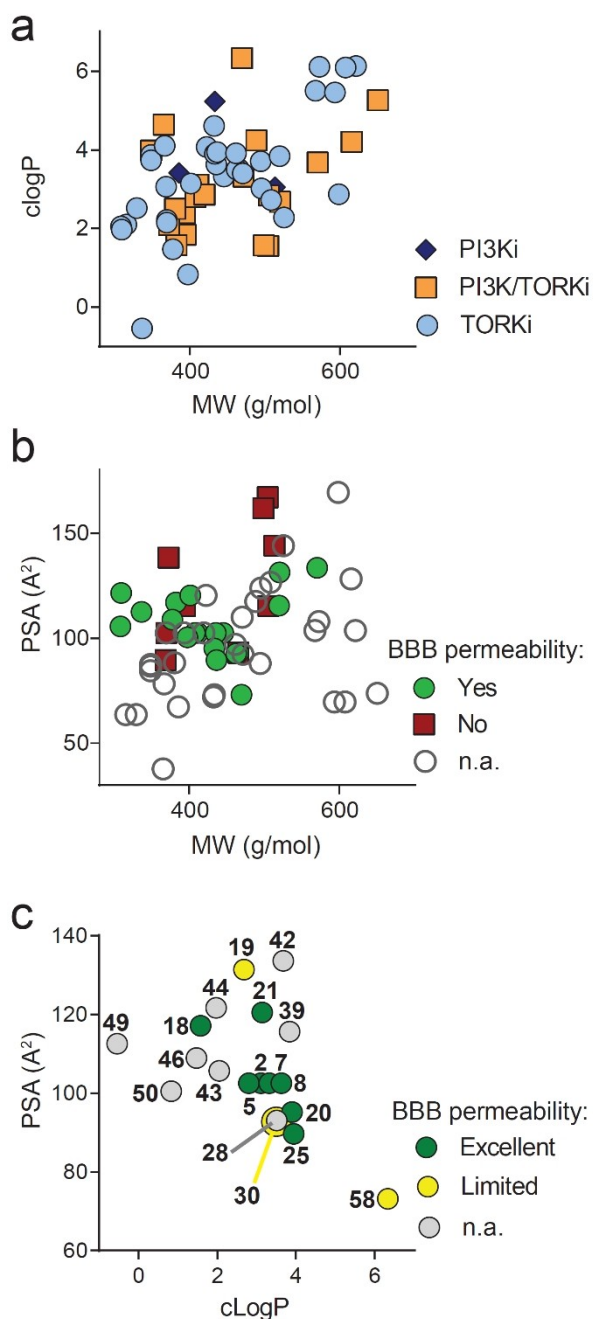 a
6
4
2
0
clogP
400
600
MW (g/mol)
PI3Ki
PI3K/TORKi
TORKi
b
150
100
50
PSA (A²)
400
600
MW (g/mol)
BBB permeability:
Yes
No
n.a.
c
140
120
100
80
60
PSA (A²)
19
42
44
21
39
49
18
46
2
7
50
43
5
8
20
28
25
30
58
0
2
4
6
cLogP
BBB permeability:
Excellent
Limited
n.a.